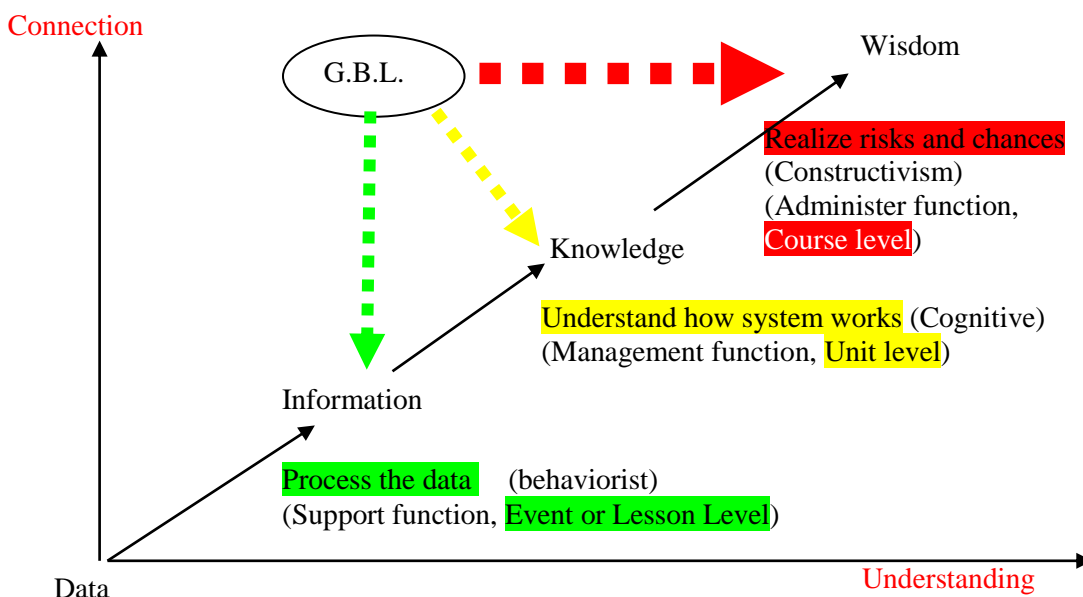 Connection
Wisdom
G.B.L.
Realize risks and chances
(Constructivism)
(Administer function,
Course level)
Knowledge
Understand how system works (Cognitive)
(Management function, Unit level)
Information
Process the data (behaviorist)
(Support function, Event or Lesson Level)
Understanding
Data